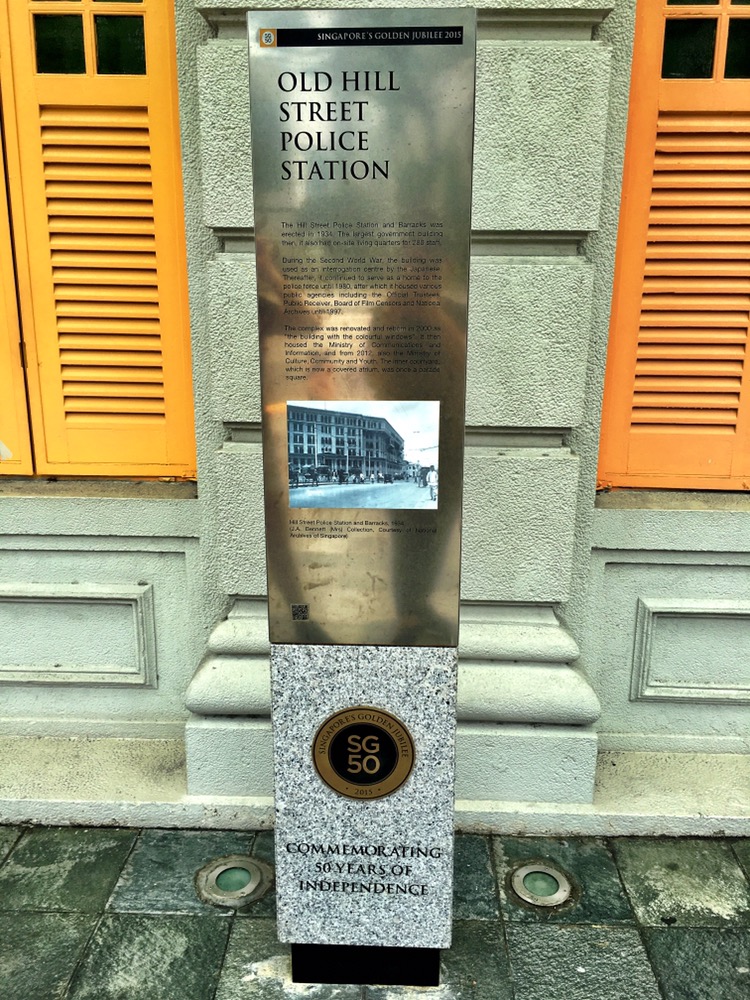 SINGAPORE'S GOLDEN JUBILEE 2015
OLD HILL
STREET
POLICE
STATION
The Hill Street Police Station and Barracks was
erected in 1934. The largest government building
then, it also had on-site living quarters for 288 staff.
During the Second World War, the building was
used as an interrogation centre by the Japanese.
Thereafter, it continued to serve as a home to the
police force until 1980, after which it housed various
public agencies including the Official Trustees,
Public Receiver, Board of Film Censors and National
Archives until 1997.
The complex was renovated and reborn in 2000 as
"the building with the colourful windows". It then
housed the Ministry of Communications and
Information, and from 2012, also the Ministry of
Culture, Community and Youth. The inner courtyard,
which is now a covered atrium, was once a parade
square.
Hill Street Police Station and Barracks,
(J.A. Bennett (Mrs) Collection, Courtesy of National
Archives of Singapore)
SINGAPORE'S GOLDEN JUBILEE
SG
50
• 2015 •
COMMEMORATING
50 YEARS OF
INDEPENDENCE